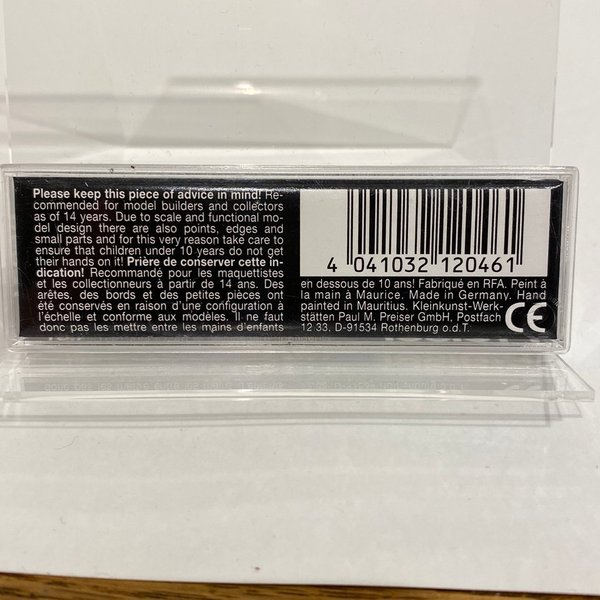 Please keep this piece of advice in mind! Re-
commended for model builders and collectors
as of 14 years. Due to scale and functional mo-
del design there are also points, edges and
small parts and for this very reason take care to
ensure that children under 10 years do not get
their hands on it! Prière de conserver cette in-
dication! Recommandé pour les maquettistes
et les collectionneurs à partir de 14 ans. Des
arêtes, des bords et des petites pièces ont
été conservés en raison d'une configuration à
l'échelle et conforme aux modèles. Il ne faut
donc pas les mettre entre les mains d'enfants
4 041032 120461
en dessous de 10 ans! Fabriqué en RFA. Peint à
la main à Maurice. Made in Germany. Hand
painted in Mauritius. Kleinkunst-Werk-
stätten Paul M. Preiser GmbH, Postfach
12 33, D-91534 Rothenburg o.d.T.
CE